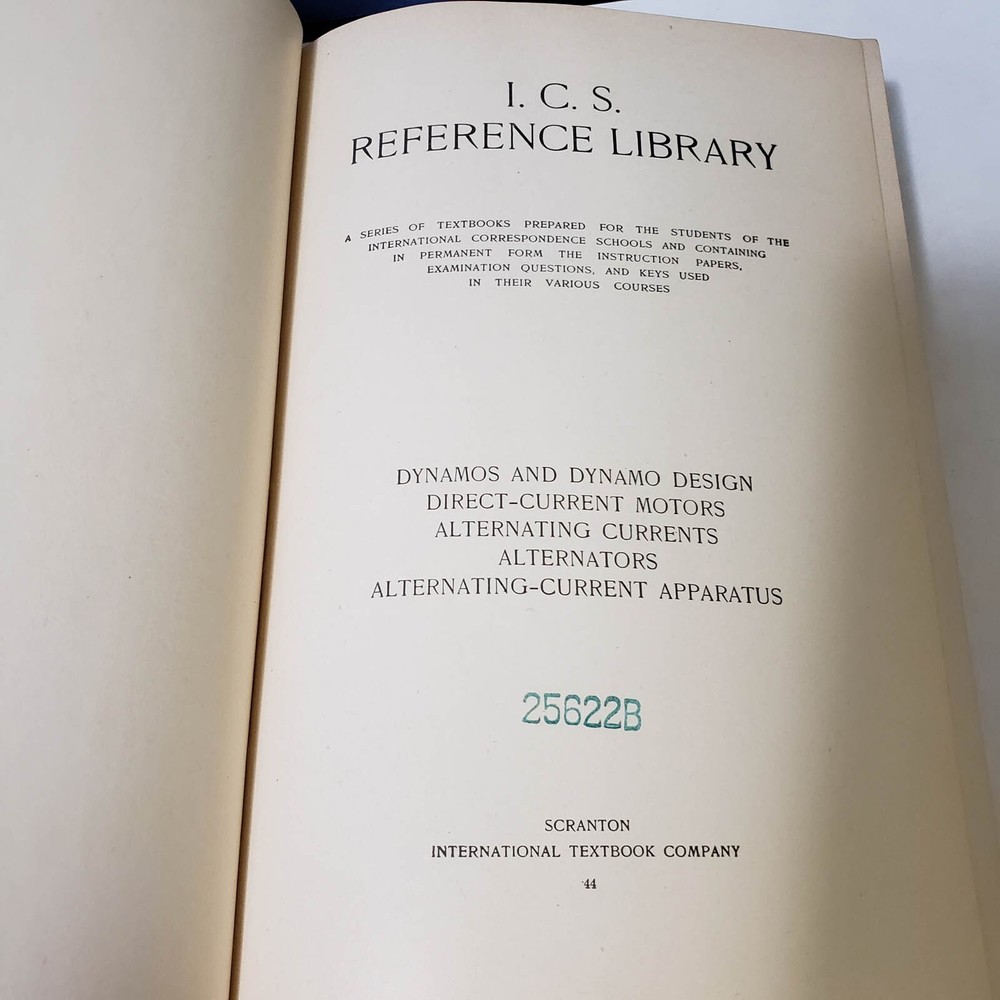 I. C. S.
REFERENCE LIBRARY
A SERIES OF TEXTBOOKS PREPARED FOR THE STUDENTS OF THE
INTERNATIONAL CORRESPONDENCE SCHOOLS AND CONTAINING
IN PERMANENT FORM THE INSTRUCTION PAPERS,
EXAMINATION QUESTIONS, AND KEYS USED
IN THEIR VARIOUS COURSES
DYNAMOS AND DYNAMO DESIGN
DIRECT-CURRENT MOTORS
ALTERNATING CURRENTS
ALTERNATORS
ALTERNATING-CURRENT APPARATUS
25622B
SCRANTON
INTERNATIONAL TEXTBOOK COMPANY
44